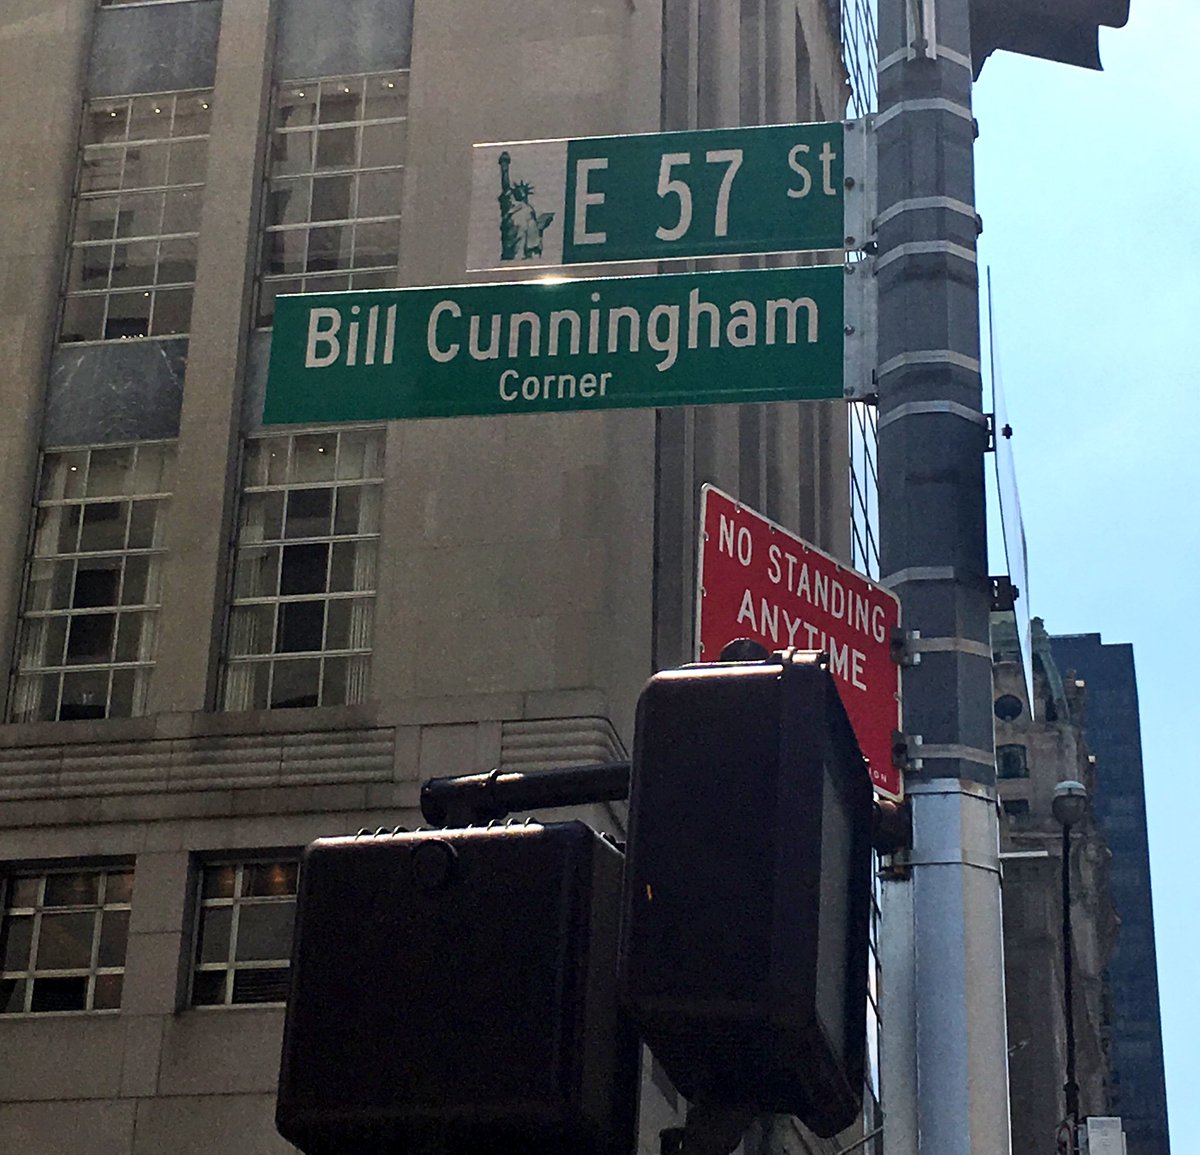 E 57 St
Bill Cunningham
Corner
NO STANDING
ANYTIME